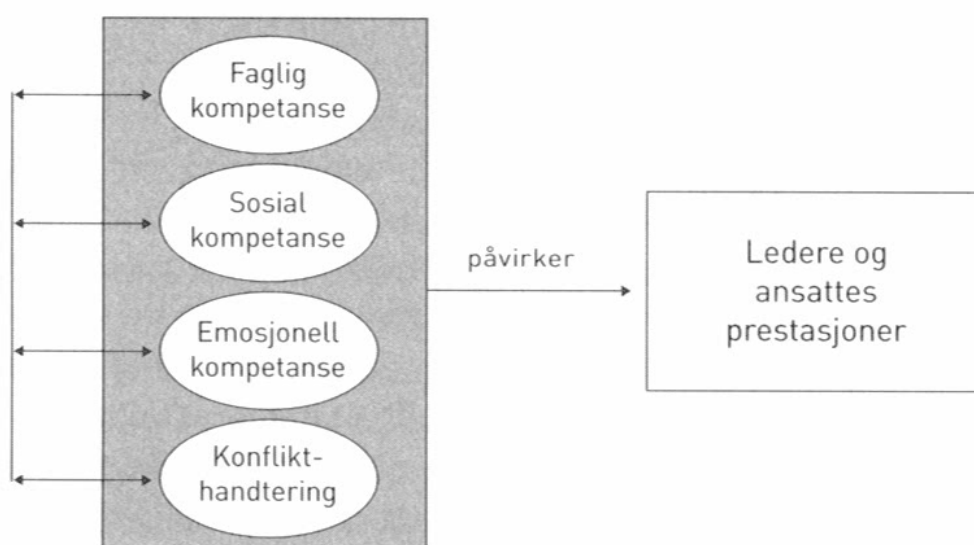 Faglig
kompetanse
Sosial
kompetanse
Emosjonell
kompetanse
Konflikt-
handtering
påvirker
Ledere og
ansattes
prestasjoner